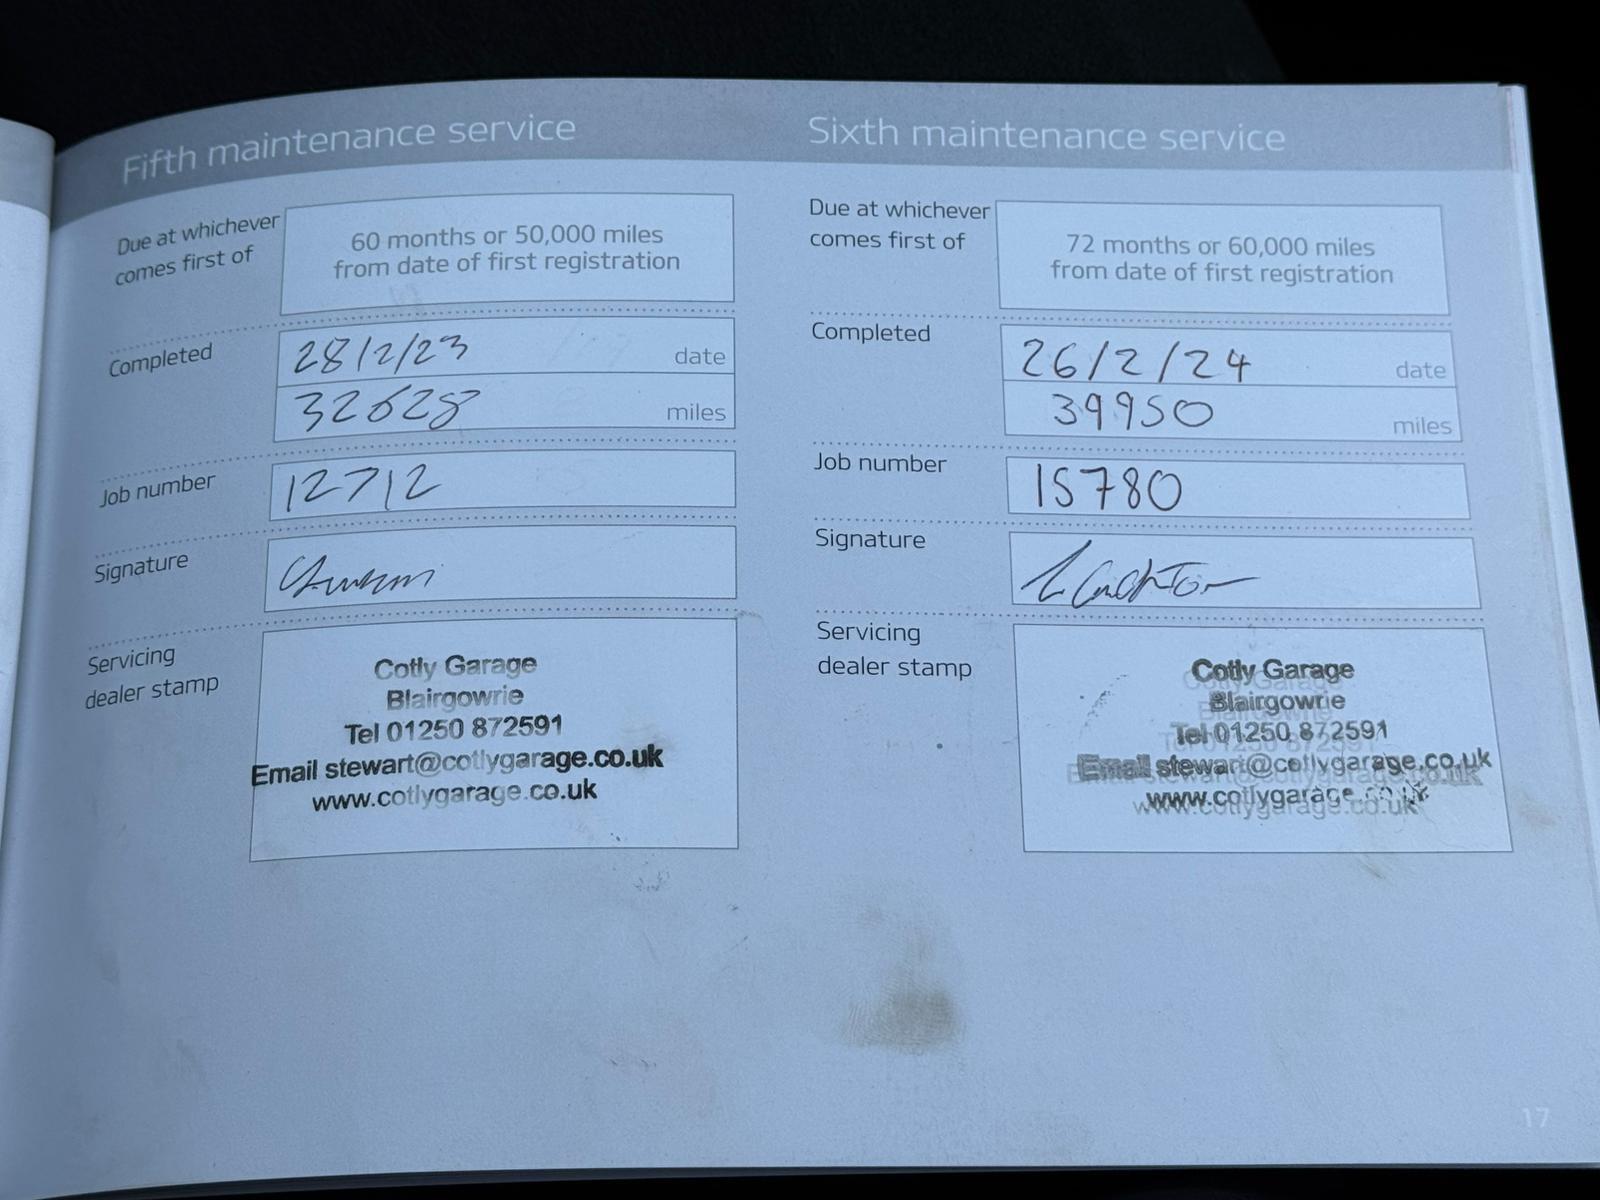 Fifth maintenance service
Due at whichever
comes first of
60 months or 50,000 miles
from date of first registration
Completed
28/2/23
date
32628
miles
Job number
12712
Signature
Servicing
dealer stamp
Cotly Garage
Blairgowrie
Tel 01250 872591
Email stewart@cotlygarage.co.uk
www.cotlygarage.co.uk
Sixth maintenance service
Due at whichever
comes first of
72 months or 60,000 miles
from date of first registration
Completed
26/2/24
date
39950
miles
Job number
15780
Signature
Servicing
dealer stamp
Cotly Garage
Blairgowrie
Tel 01250 872591
Email stewart@cotlygarage.co.uk
www.cotlygarage.co.uk
17